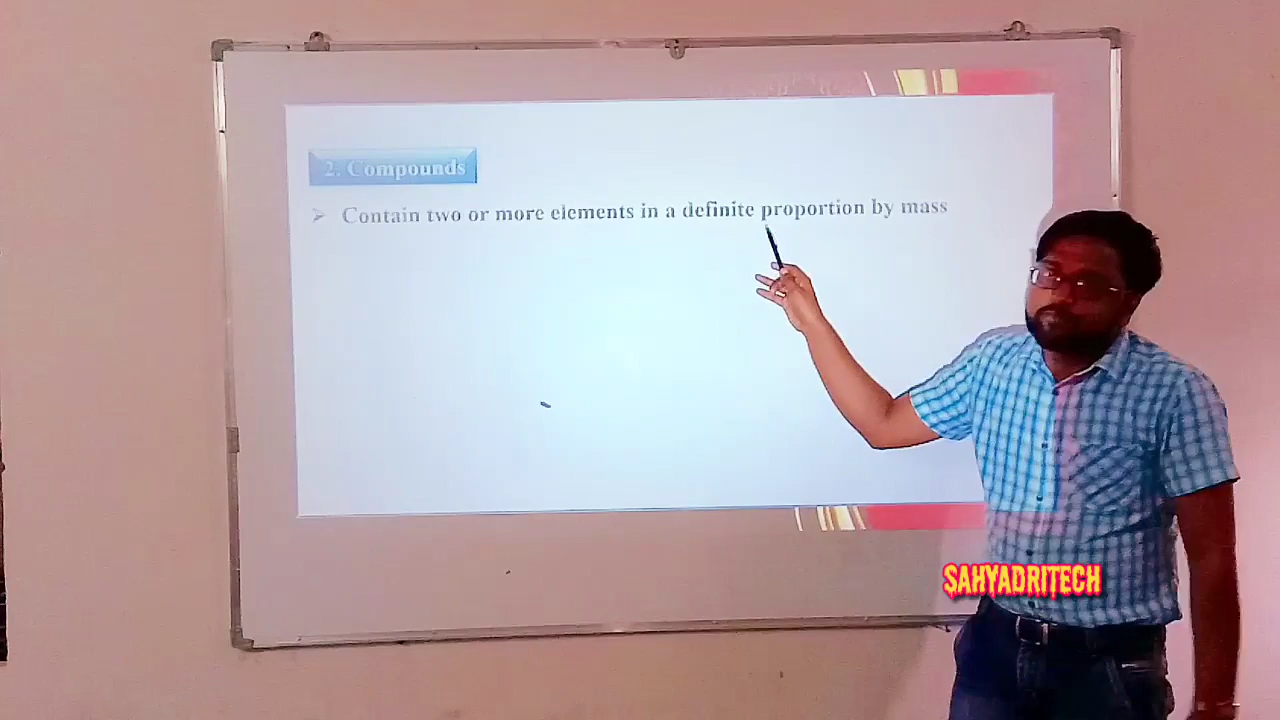 2. Compounds
➢ Contain two or more elements in a definite proportion by mass
SAHYADRITECH